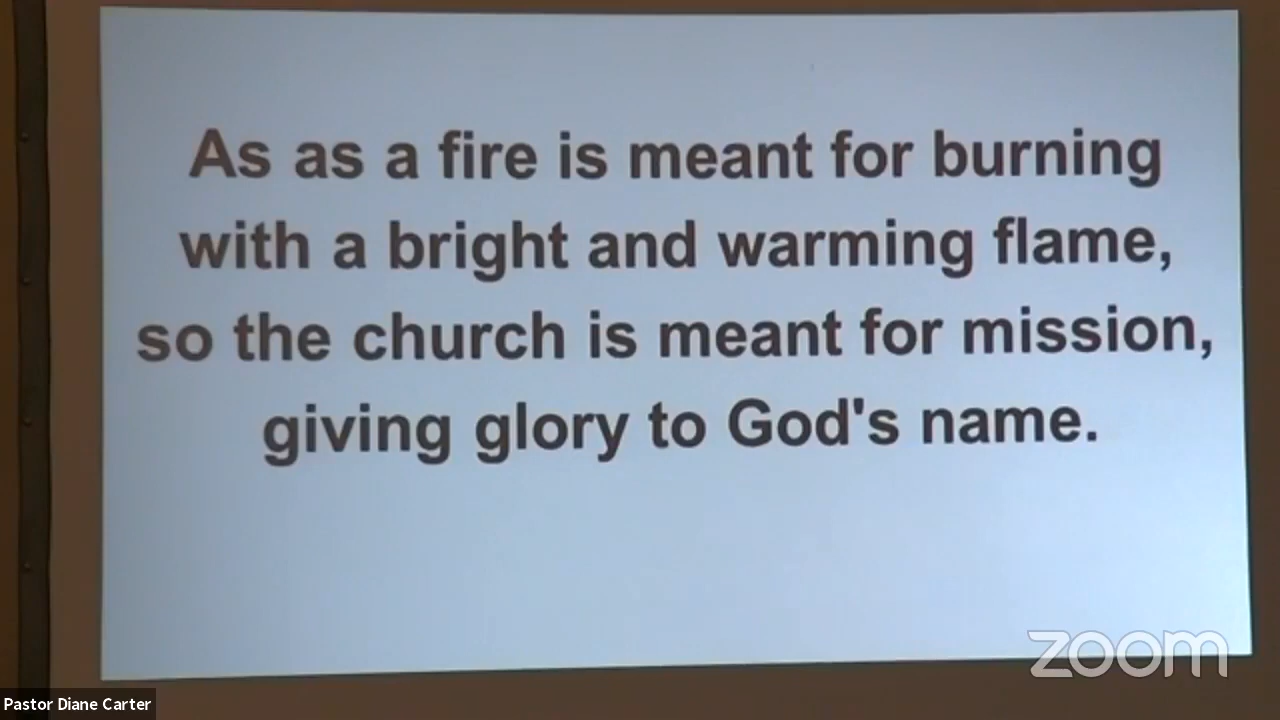 As as a fire is meant for burning
with a bright and warming flame,
so the church is meant for mission,
giving glory to God's name.
zoom
Pastor Diane Carter